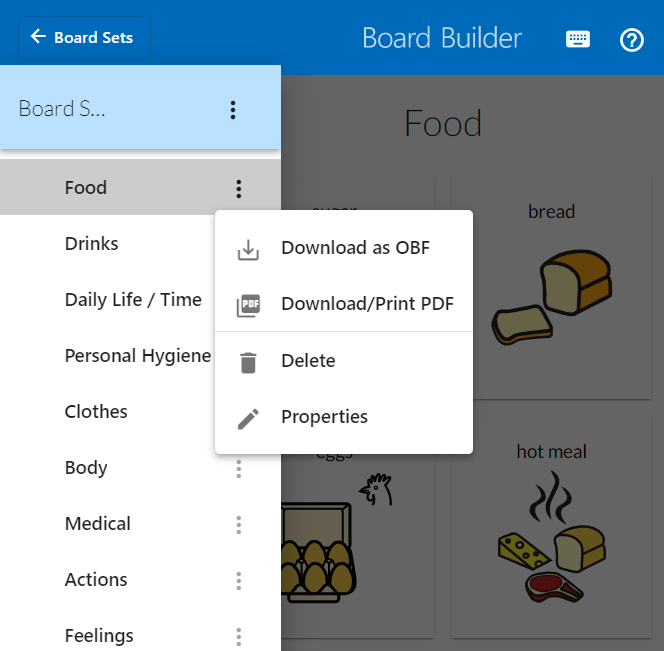 Board Sets
Board Builder
Board S...
Food
Food
Drinks
Daily Life / Time
Personal Hygiene
Clothes
Body
Medical
Actions
Feelings
Download as OBF
PDF
Download/Print PDF
Delete
Properties
bread
eggs
hot meal